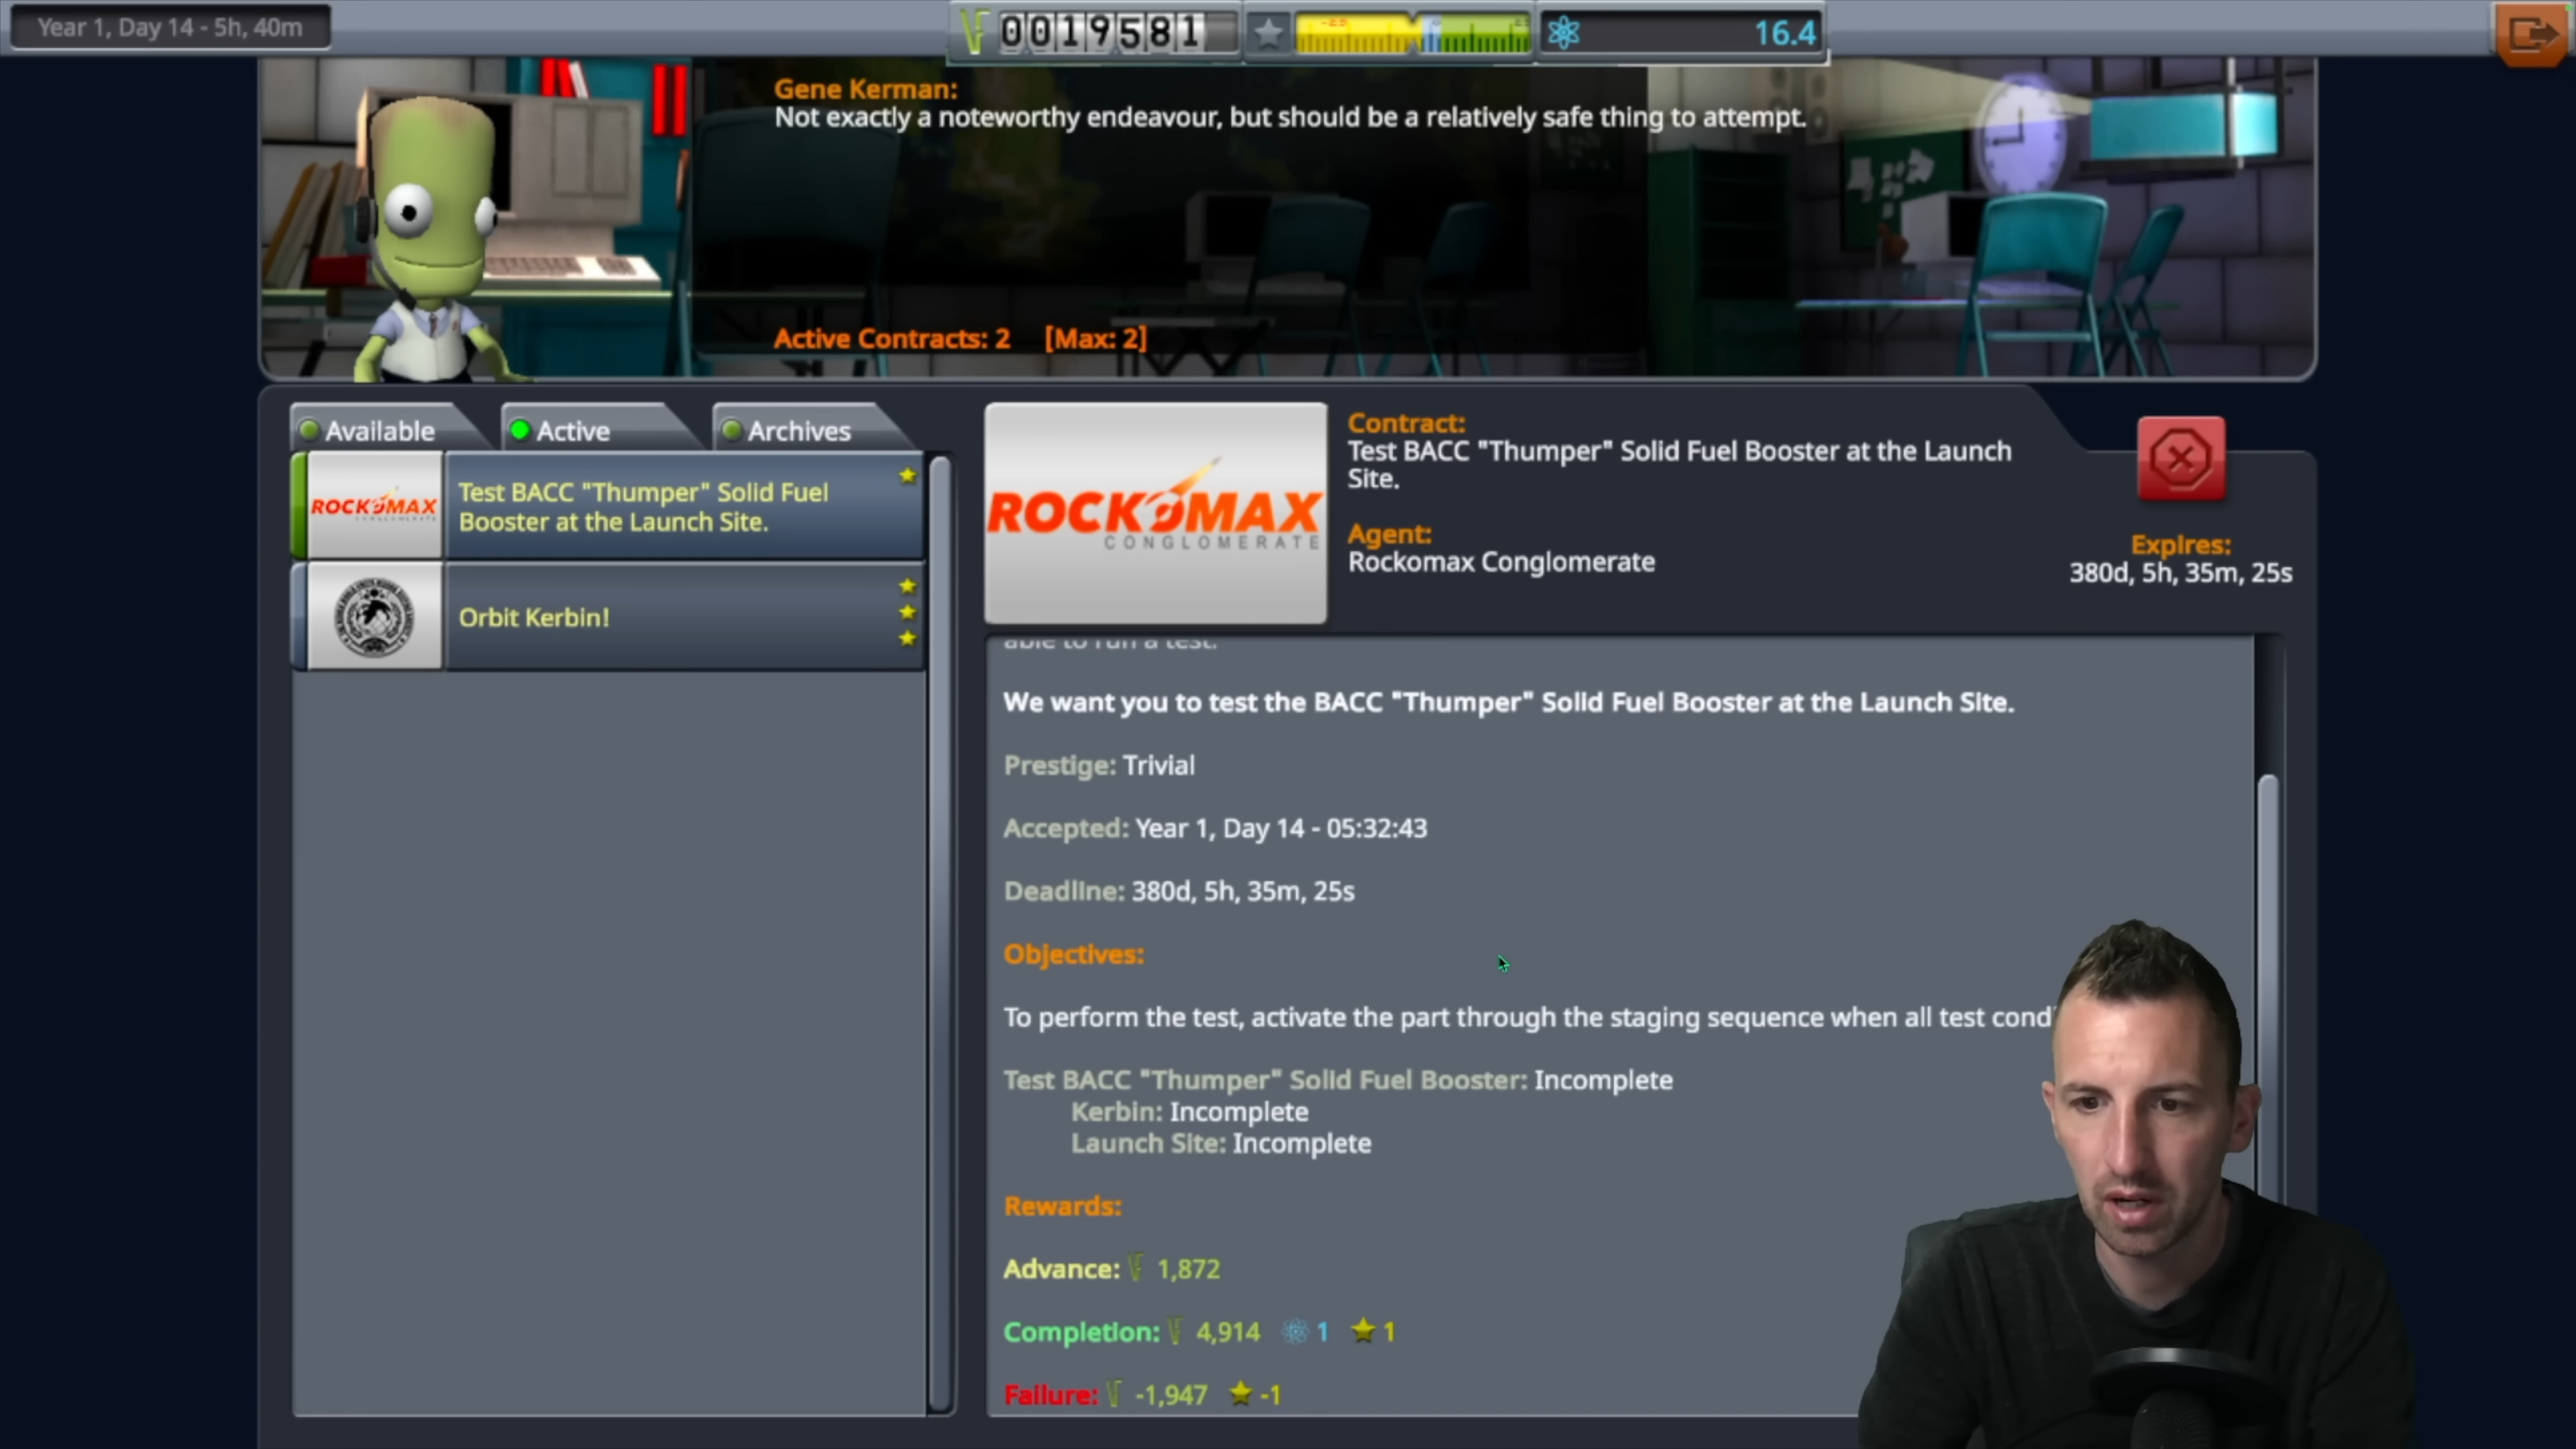 Year 1, Day 14 - 5h, 40m
0019581
16.4
Gene Kerman:
Not exactly a noteworthy endeavour, but should be a relatively safe thing to attempt.
Active Contracts: 2 [Max: 2]
Available
Active
Archives
ROCKOMAX
CONGLOMERATE
Test BACC "Thumper" Solid Fuel
Booster at the Launch Site.
Orbit Kerbin!
ROCKOMAX
CONGLOMERATE
Contract:
Test BACC "Thumper" Solid Fuel Booster at the Launch
Site.
Agent:
Rockomax Conglomerate
Expires:
380d, 5h, 35m, 25s
able to run a test.
We want you to test the BACC "Thumper" Solid Fuel Booster at the Launch Site.
Prestige: Trivial
Accepted: Year 1, Day 14 - 05:32:43
Deadline: 380d, 5h, 35m, 25s
Objectives:
To perform the test, activate the part through the staging sequence when all test cond
Test BACC "Thumper" Solid Fuel Booster: Incomplete
Kerbin: Incomplete
Launch Site: Incomplete
Rewards:
Advance: 1,872
Completion: 4,914 1 1
Failure: -1,947 -1